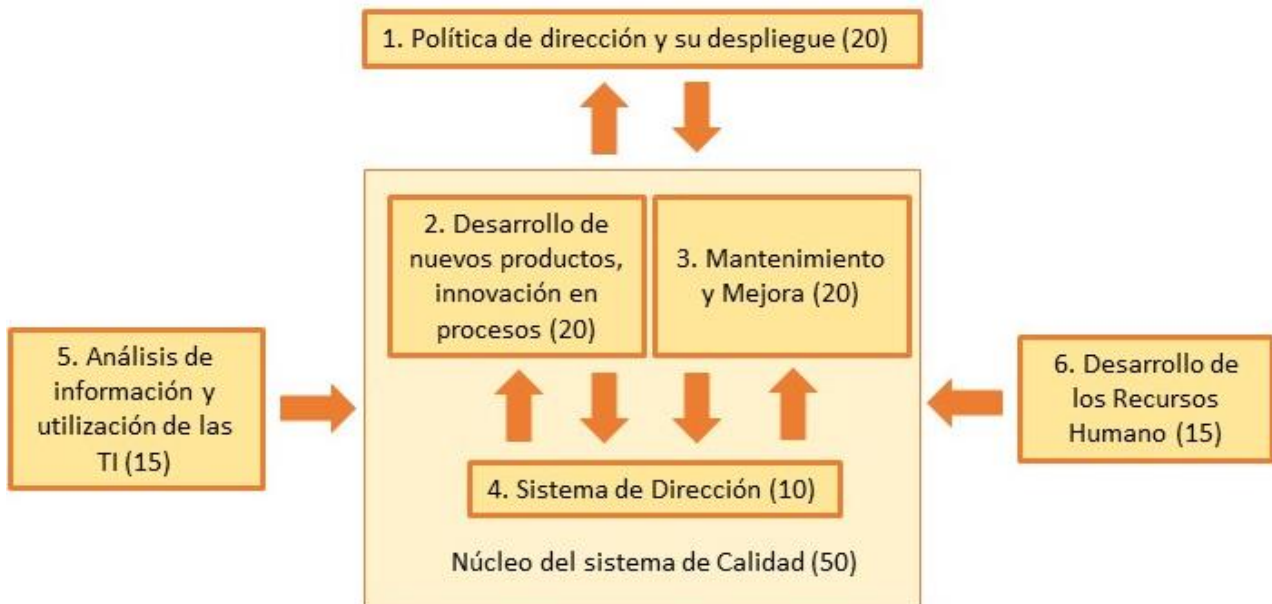 1. Política de dirección y su despliegue (20)
2. Desarrollo de
nuevos productos,
innovación en
procesos (20)
3. Mantenimiento
y Mejora (20)
5. Análisis de
información y
utilización de las
TI (15)
6. Desarrollo de
los Recursos
Humano (15)
4. Sistema de Dirección (10)
Núcleo del sistema de Calidad (50)